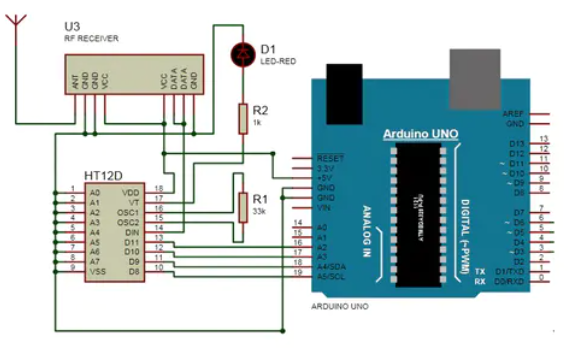 U3
RF RECEIVER
ANT
GND
GND
VCC
VCC
DATA
DATA
GND
D1
LED-RED
R2
1k
HT12D
1 A0 VDD 18
2 A1 VT 17
3 A2 OSC1 16
4 A3 OSC2 15
5 A4 DIN 14
6 A5 D11 13
7 A6 D10 12
8 A7 D9 11
9 VSS D8 10
R1
33k
Arduino UNO
RESET
3.3V
+5V
GND
GND
VIN
14 A0
15 A1
16 A2
17 A3
18 A4/SDA
19 A5/SCL
ANALOG IN
DIGITAL (~PWM)
AREF
GND
D13 13
D12 12
~ D11 11
~ D10 10
~ D9 9
D8 8
D7 7
~ D6 6
~ D5 5
D4 4
~ D3 3
D2 2
TX D1/TXD 1
RX D0/RXD 0
ARDUINO UNO